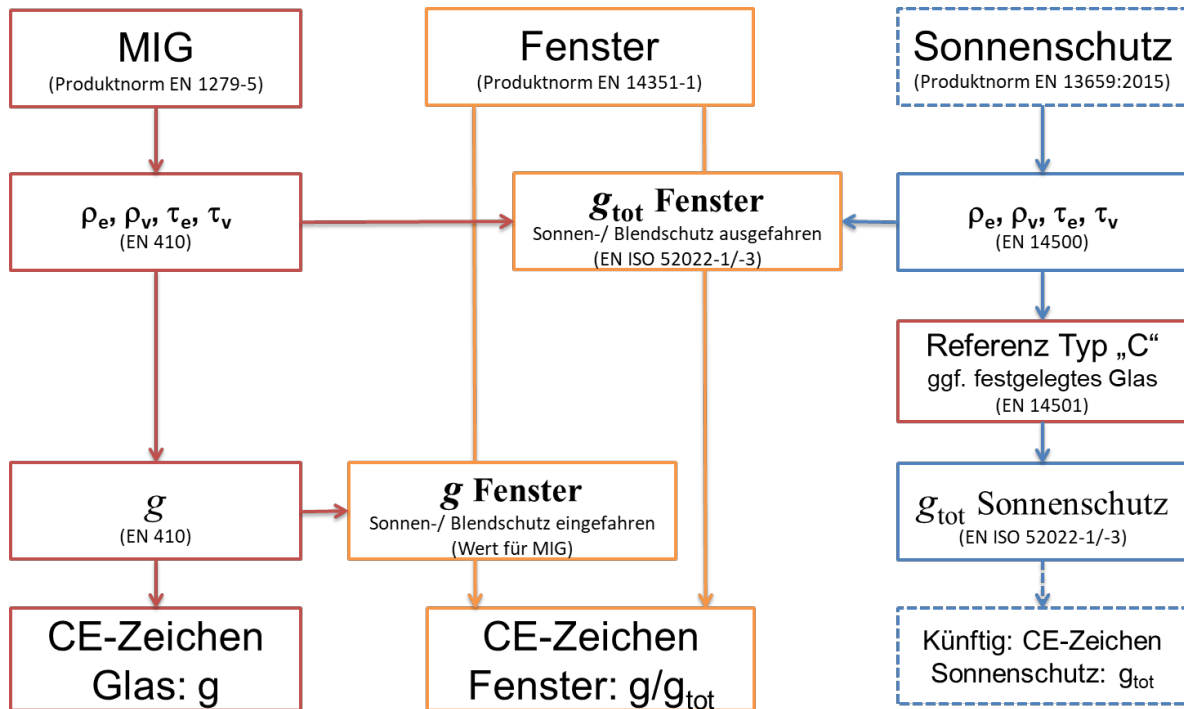 MIG
(Produktnorm EN 1279-5)
Fenster
(Produktnorm EN 14351-1)
Sonnenschutz
(Produktnorm EN 13659:2015)
ρe, ρv, τe, τv
(EN 410)
gtot Fenster
Sonnen-/ Blendschutz ausgefahren
(EN ISO 52022-1/-3)
ρe, ρv, τe, τv
(EN 14500)
Referenz Typ „C“
ggf. festgelegtes Glas
(EN 14501)
g
(EN 410)
g Fenster
Sonnen-/ Blendschutz eingefahren
(Wert für MIG)
gtot Sonnenschutz
(EN ISO 52022-1/-3)
CE-Zeichen
Glas: g
CE-Zeichen
Fenster: g/gtot
Künftig: CE-Zeichen
Sonnenschutz: gtot